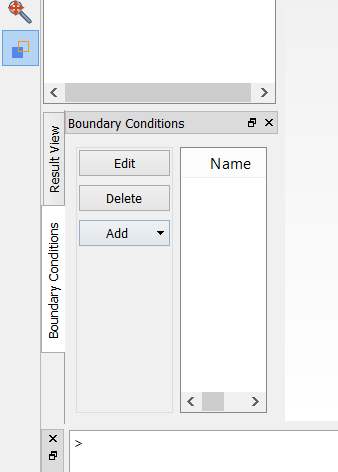 Boundary Conditions
Result View
Boundary Conditions
Edit
Delete
Add
Name
>